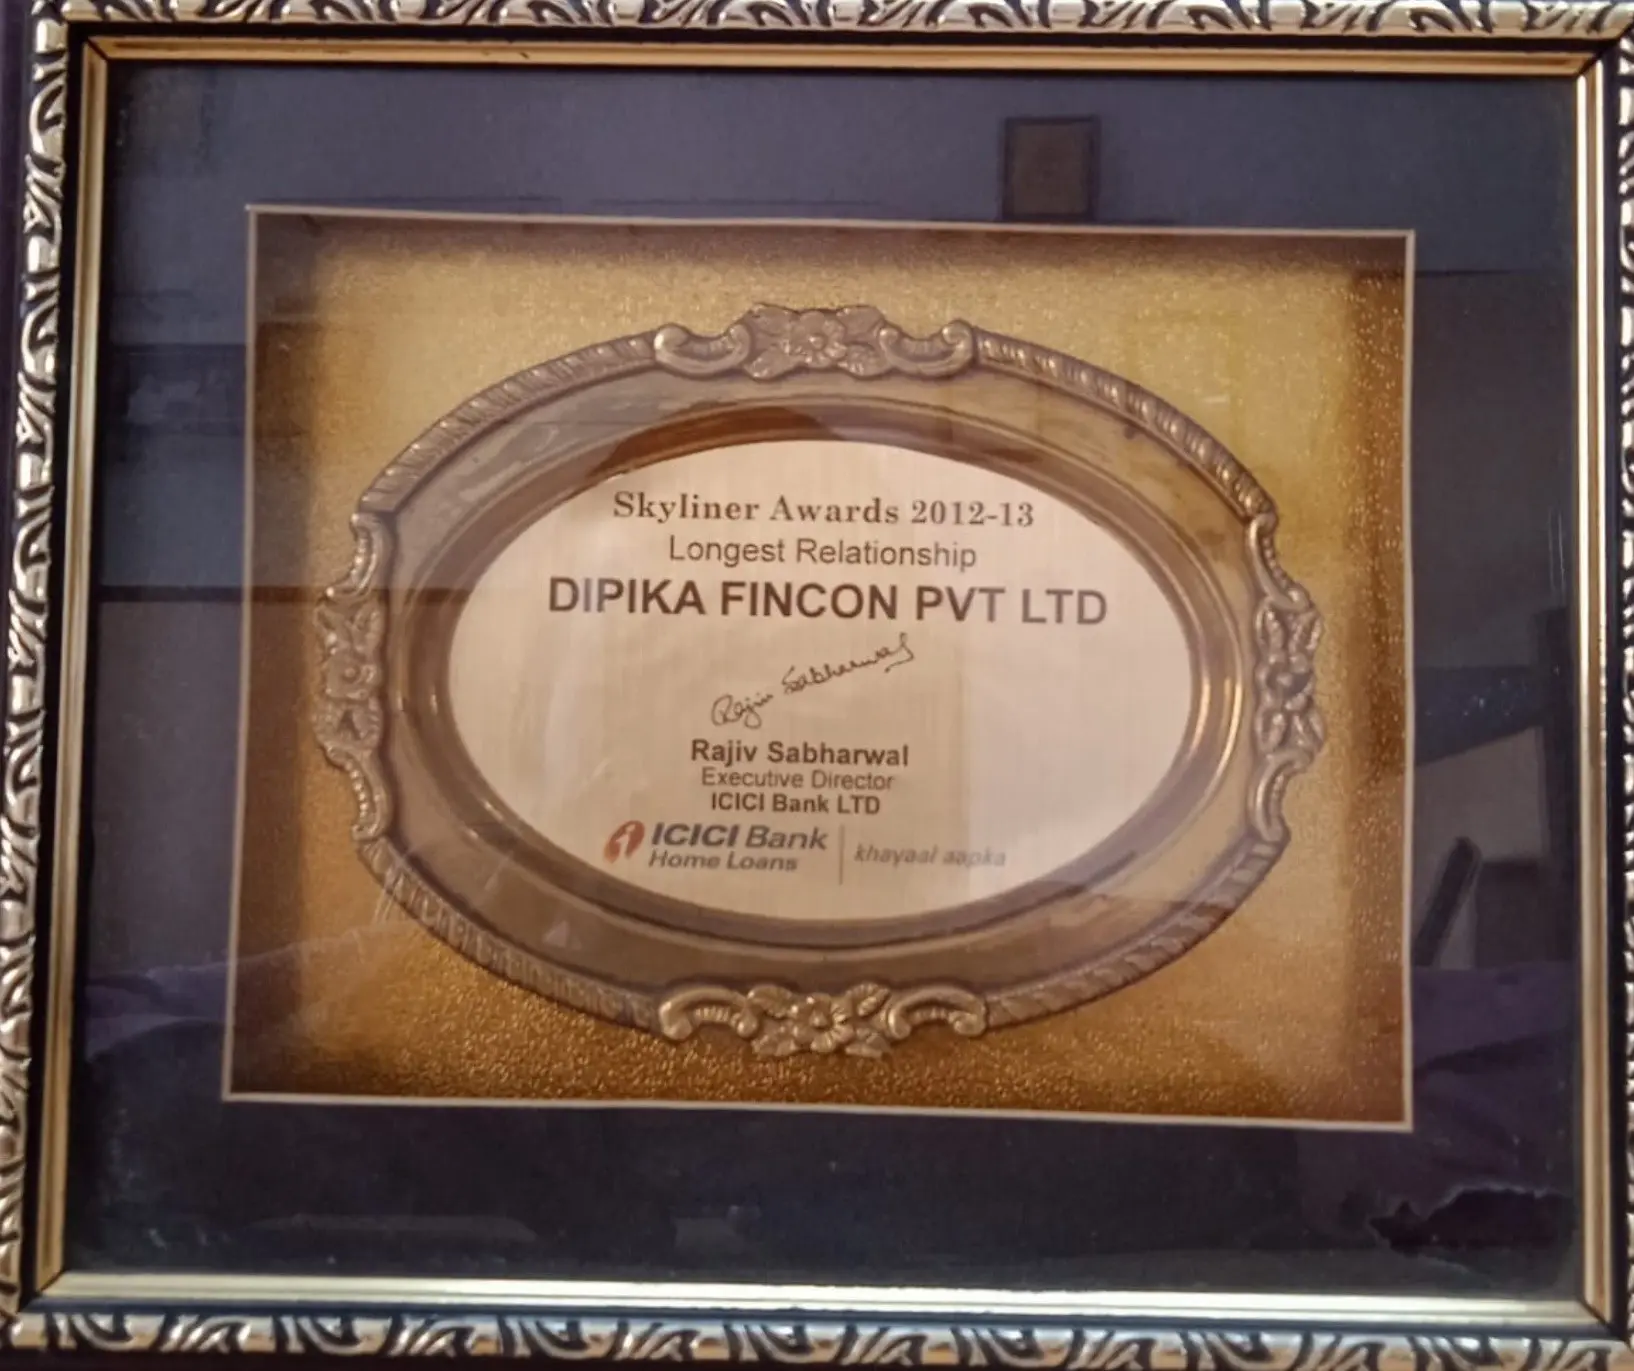 Skyliner Awards 2012-13
Longest Relationship
DIPIKA FINCON PVT LTD
Rajiv Sabharwal
Rajiv Sabharwal
Executive Director
ICICI Bank LTD
i ICICI Bank
Home Loans
khayaal aapka